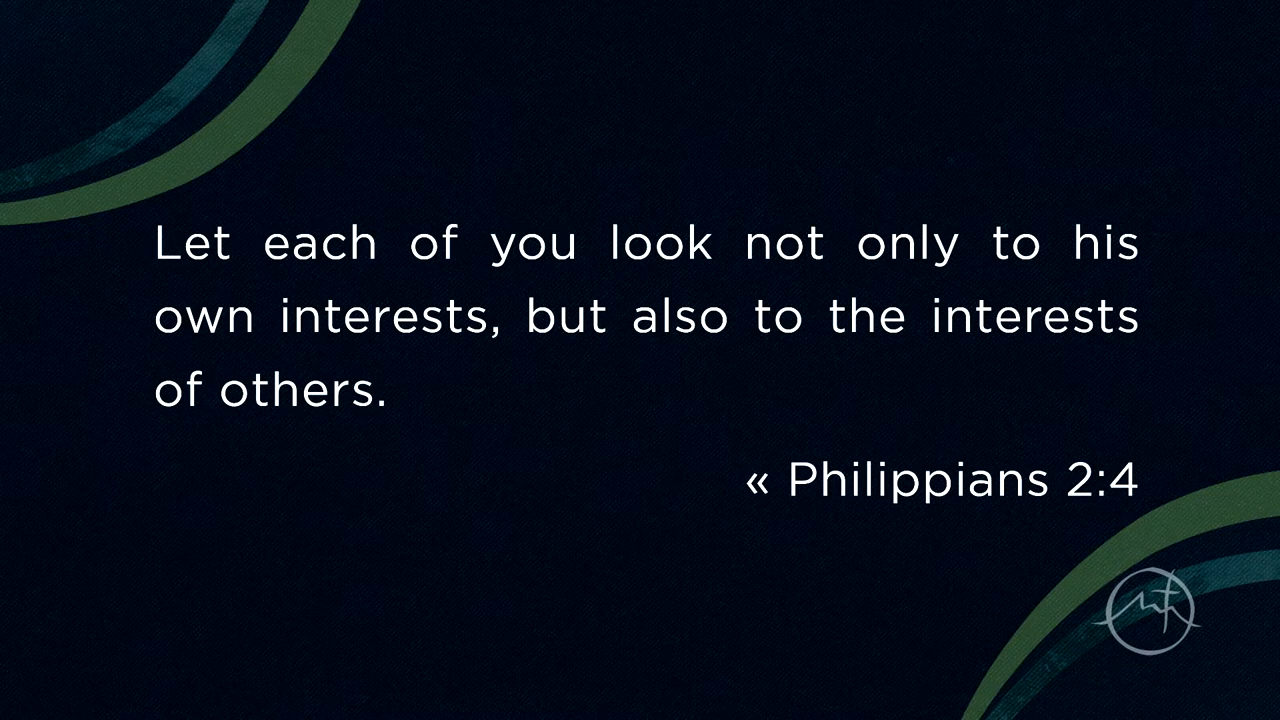 Let each of you look not only to his
own interests, but also to the interests
of others.
« Philippians 2:4